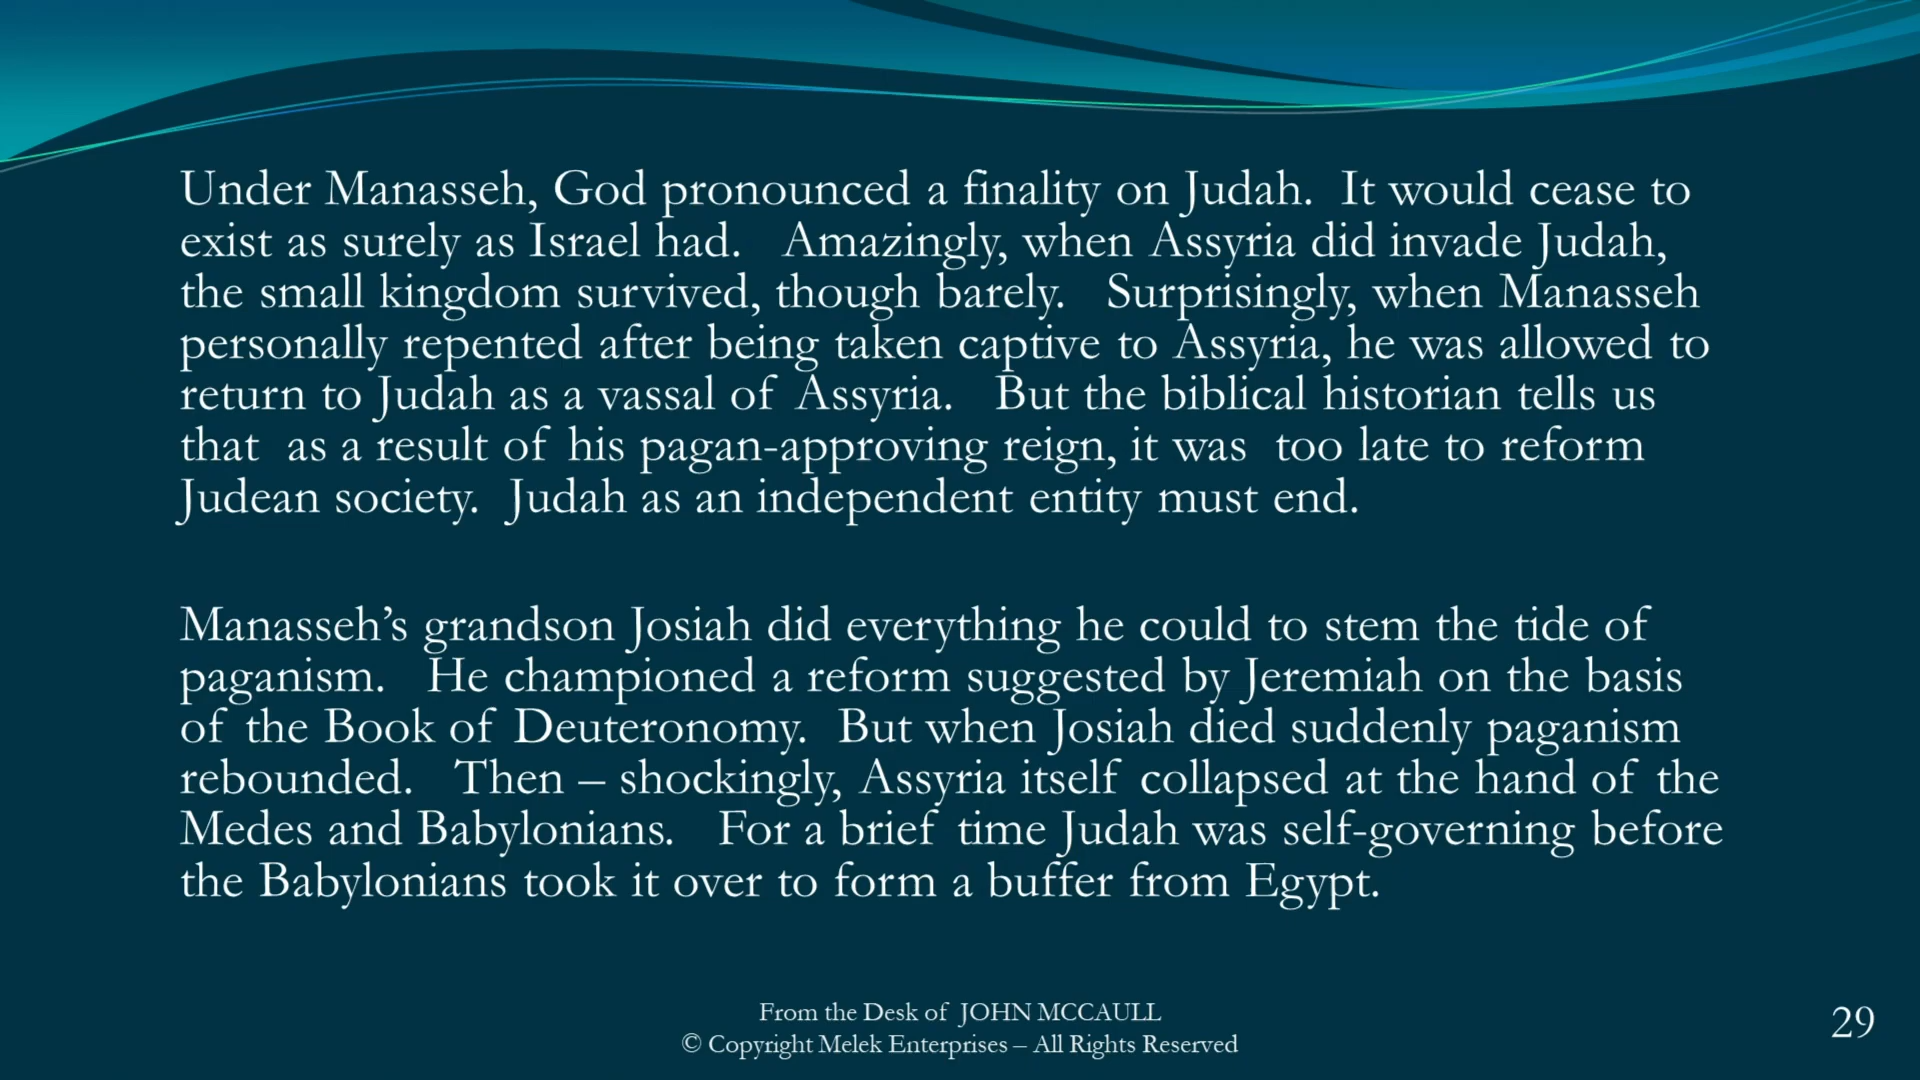 Under Manasseh, God pronounced a finality on Judah.  It would cease to
exist as surely as Israel had.   Amazingly, when Assyria did invade Judah,
the small kingdom survived, though barely.   Surprisingly, when Manasseh
personally repented after being taken captive to Assyria, he was allowed to
return to Judah as a vassal of Assyria.   But the biblical historian tells us
that  as a result of his pagan-approving reign, it was  too late to reform
Judean society.  Judah as an independent entity must end.
Manasseh’s grandson Josiah did everything he could to stem the tide of
paganism.   He championed a reform suggested by Jeremiah on the basis
of the Book of Deuteronomy.  But when Josiah died suddenly paganism
rebounded.   Then – shockingly, Assyria itself collapsed at the hand of the
Medes and Babylonians.   For a brief time Judah was self-governing before
the Babylonians took it over to form a buffer from Egypt.
From the Desk of JOHN MCCAULL
© Copyright Melek Enterprises – All Rights Reserved
29